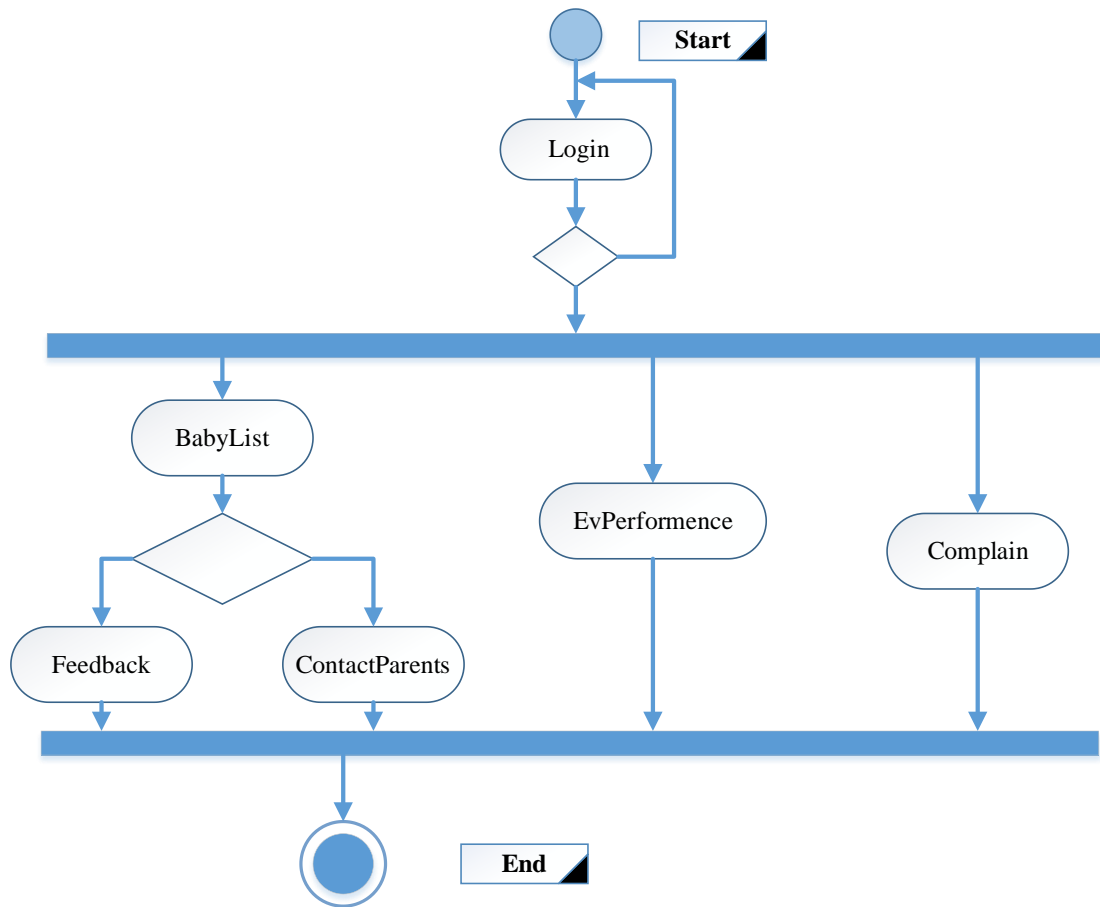 Start
Login
BabyList
EvPerformence
Complain
Feedback
ContactParents
End